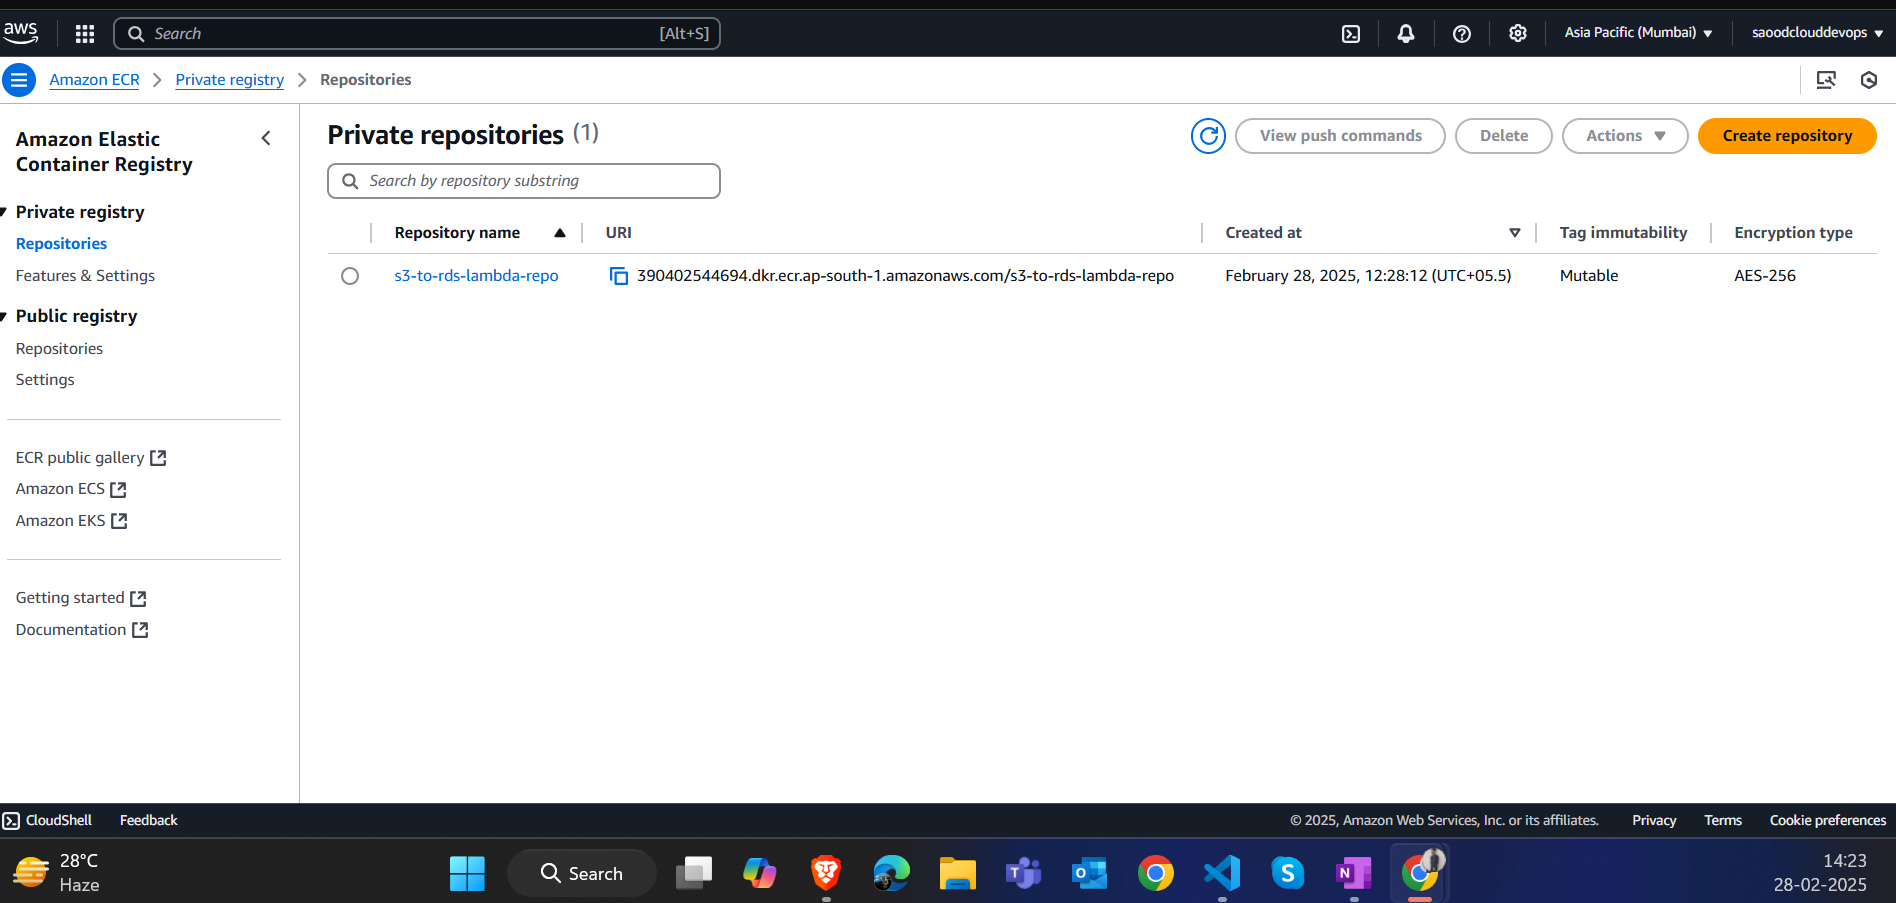 aws
Search [Alt+S]
Asia Pacific (Mumbai)
saoodclouddevops
Amazon ECR
Private registry
Repositories
Amazon Elastic
Container Registry
Private registry
Repositories
Features & Settings
Public registry
Repositories
Settings
ECR public gallery
Amazon ECS
Amazon EKS
Getting started
Documentation
Private repositories (1)
View push commands
Delete
Actions
Create repository
Search by repository substring
Repository name URI Created at Tag immutability Encryption type
s3-to-rds-lambda-repo 390402544694.dkr.ecr.ap-south-1.amazonaws.com/s3-to-rds-lambda-repo February 28, 2025, 12:28:12 (UTC+05.5) Mutable AES-256
CloudShell Feedback © 2025, Amazon Web Services, Inc. or its affiliates. Privacy Terms Cookie preferences
28°C
Haze
Search
14:23
28-02-2025